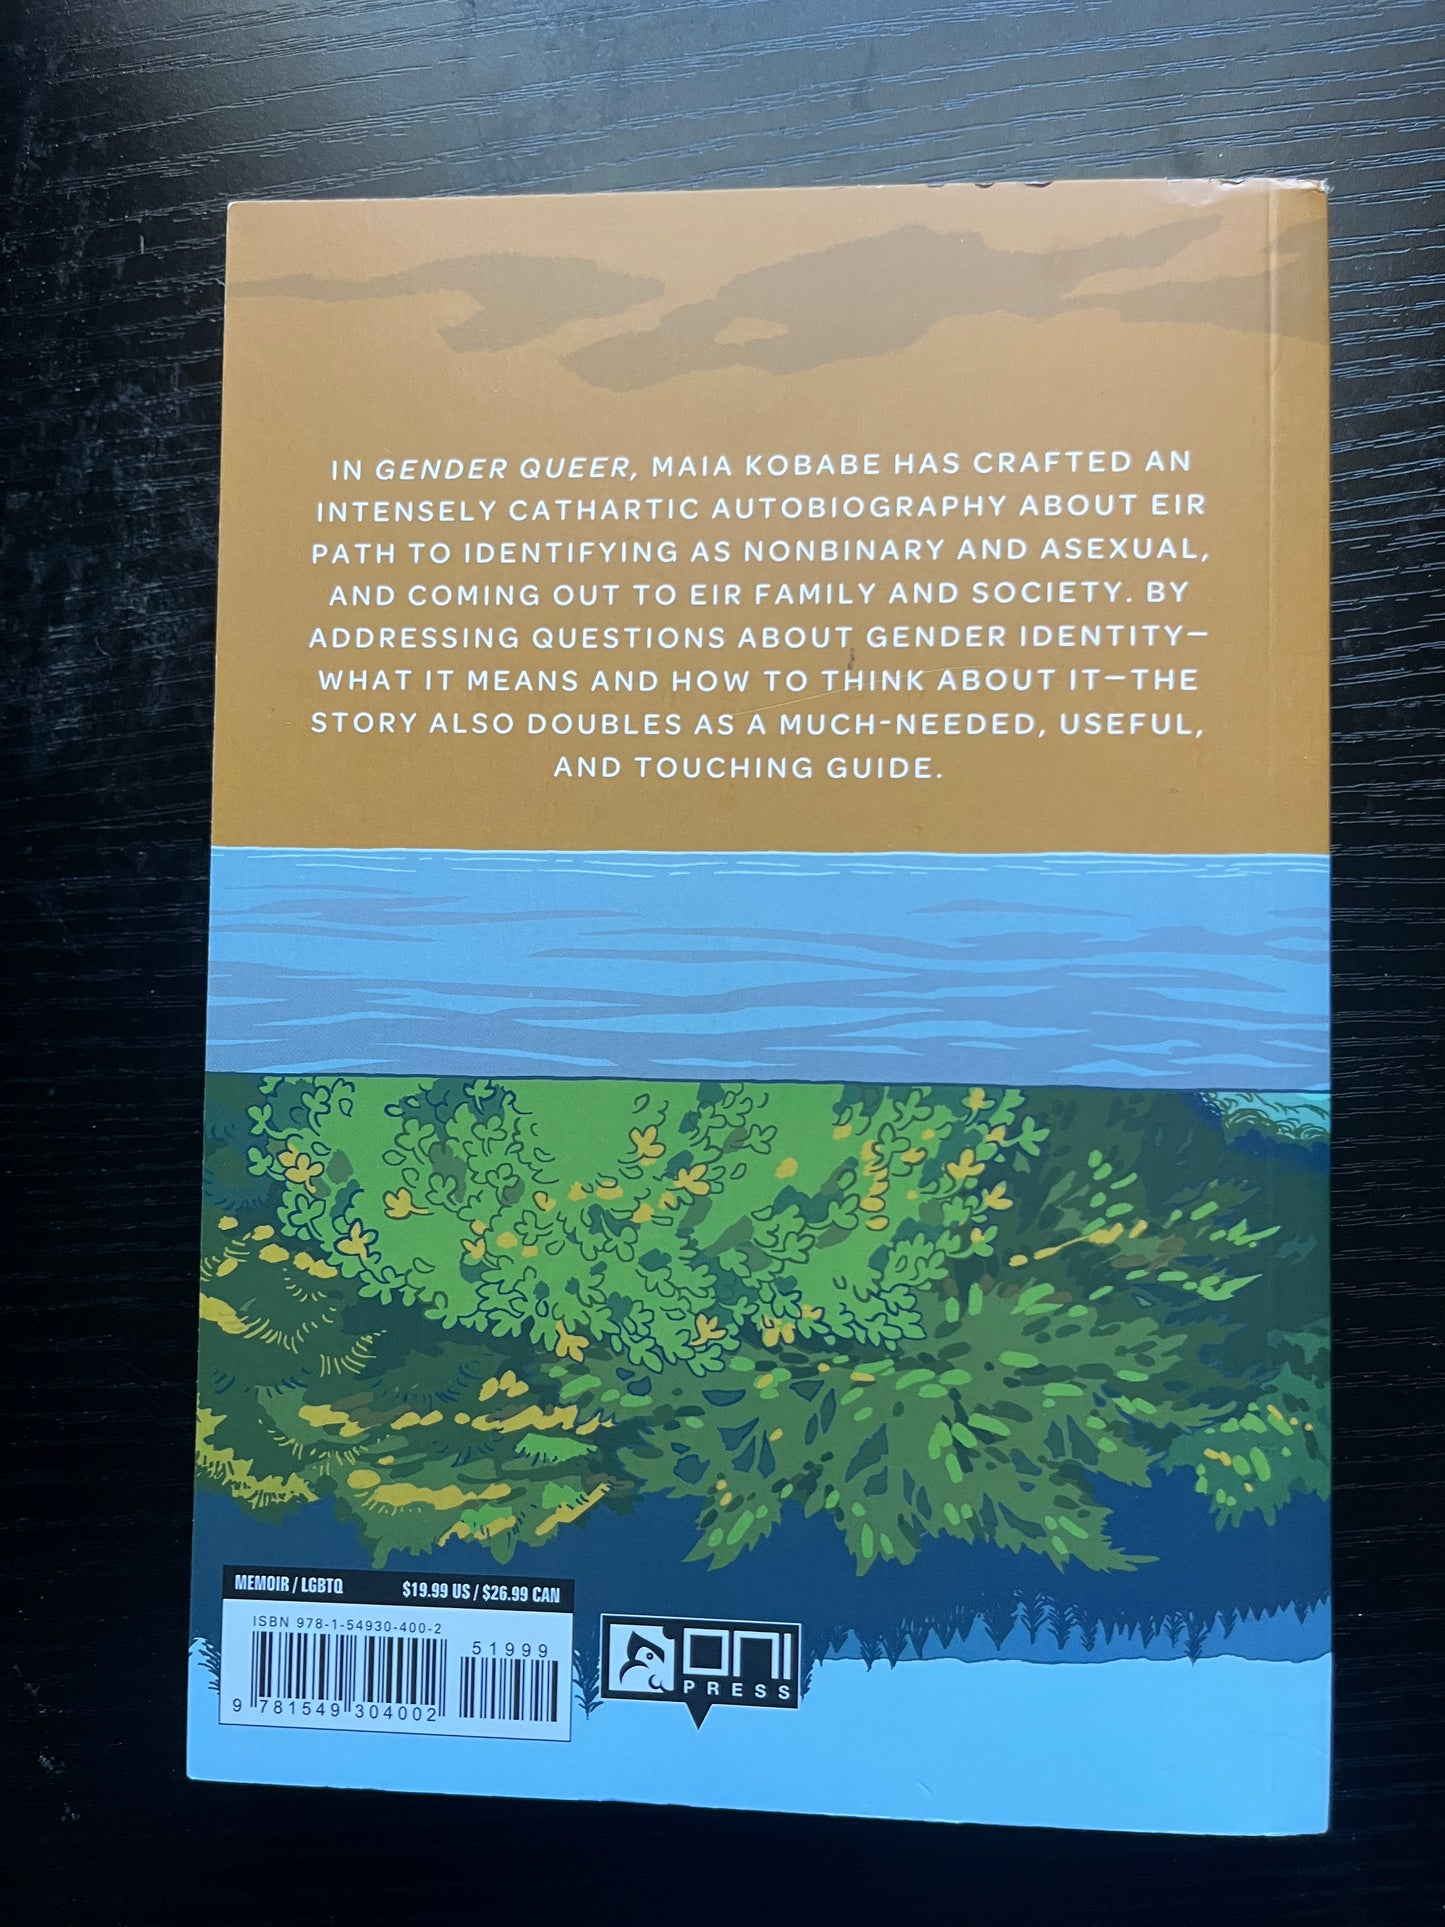 IN GENDER QUEER, MAIA KOBABE HAS CRAFTED AN
INTENSELY CATHARTIC AUTOBIOGRAPHY ABOUT EIR
PATH TO IDENTIFYING AS NONBINARY AND ASEXUAL,
AND COMING OUT TO EIR FAMILY AND SOCIETY. BY
ADDRESSING QUESTIONS ABOUT GENDER IDENTITY—
WHAT IT MEANS AND HOW TO THINK ABOUT IT—THE
STORY ALSO DOUBLES AS A MUCH-NEEDED, USEFUL,
AND TOUCHING GUIDE.
MEMOIR / LGBTQ $19.99 US / $26.99 CAN
ISBN 978-1-54930-400-2
51999
9 781549 304002
ONI
PRESS